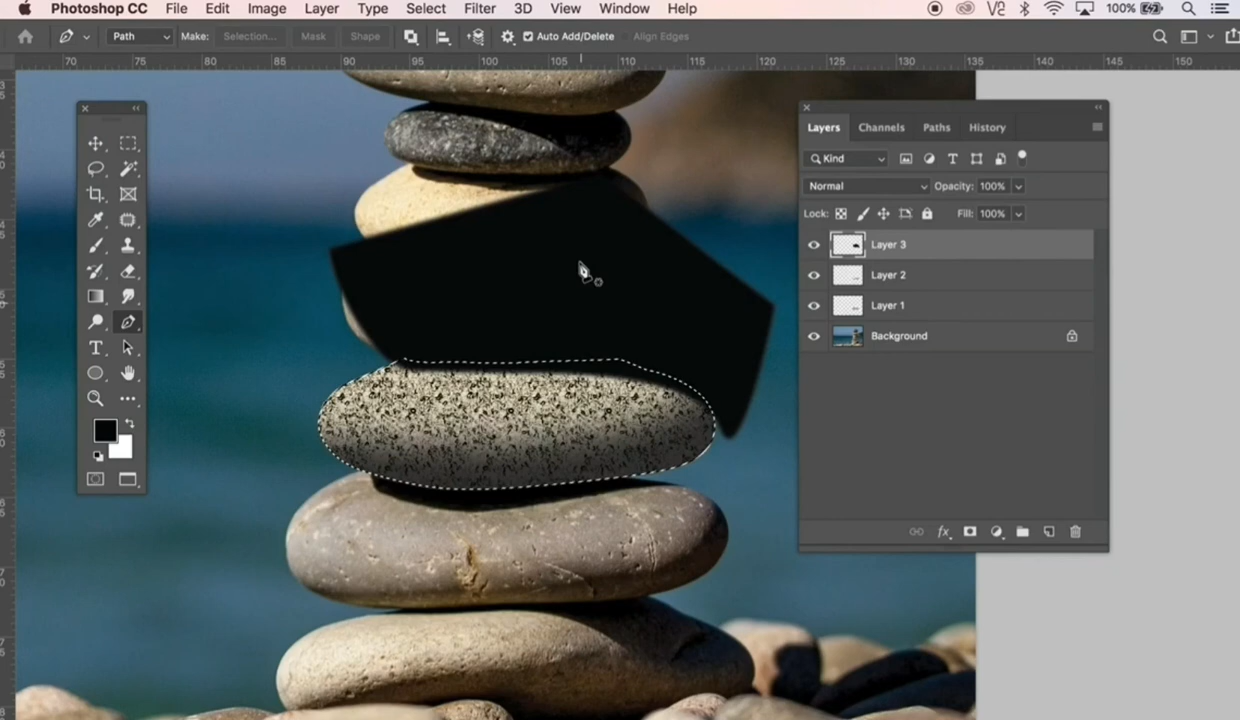 Photoshop CC File Edit Image Layer Type Select Filter 3D View Window Help 100%
Path Make: Selection... Mask Shape Auto Add/Delete Align Edges
70 75 80 85 90 95 100 105 110 115 120 125 130 135 140 145 150
Layers Channels Paths History
Kind
Normal Opacity: 100%
Lock: Fill: 100%
Layer 3
Layer 2
Layer 1
Background
fx